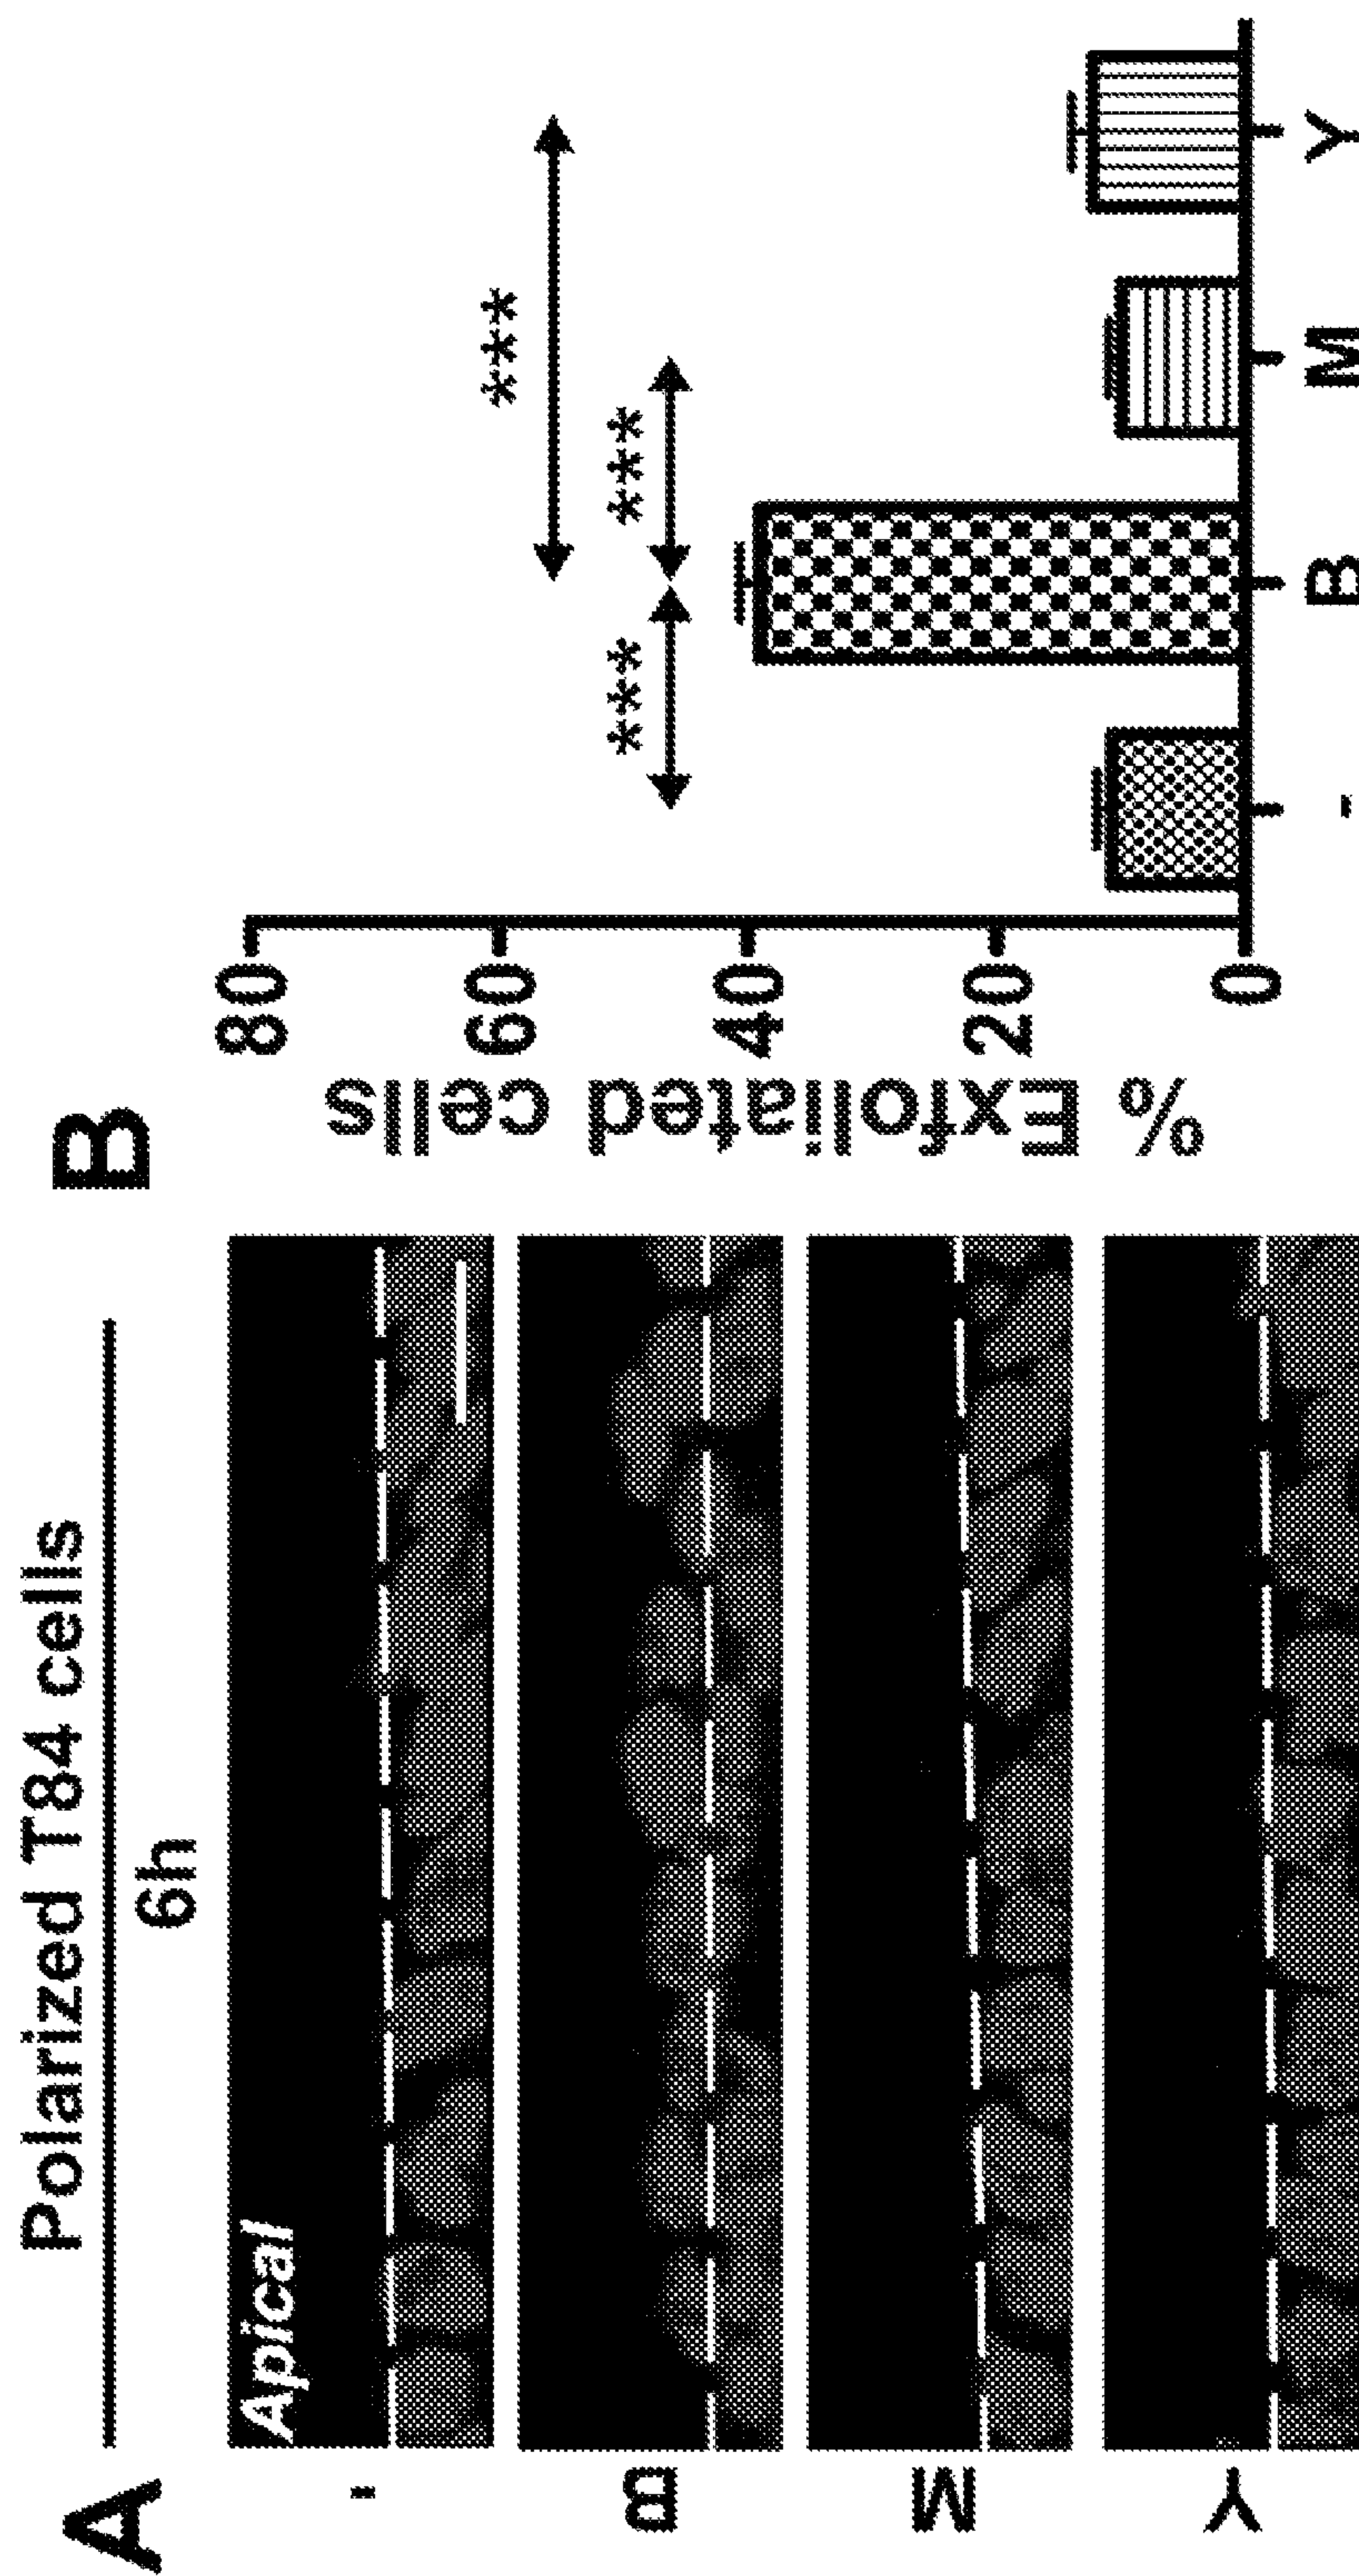 A
Polarized T84 cells
6h
Apical
-
B
M
Y
B
% Exfoliated cells
80
60
40
20
0
***
***
***
-
B
M
Y